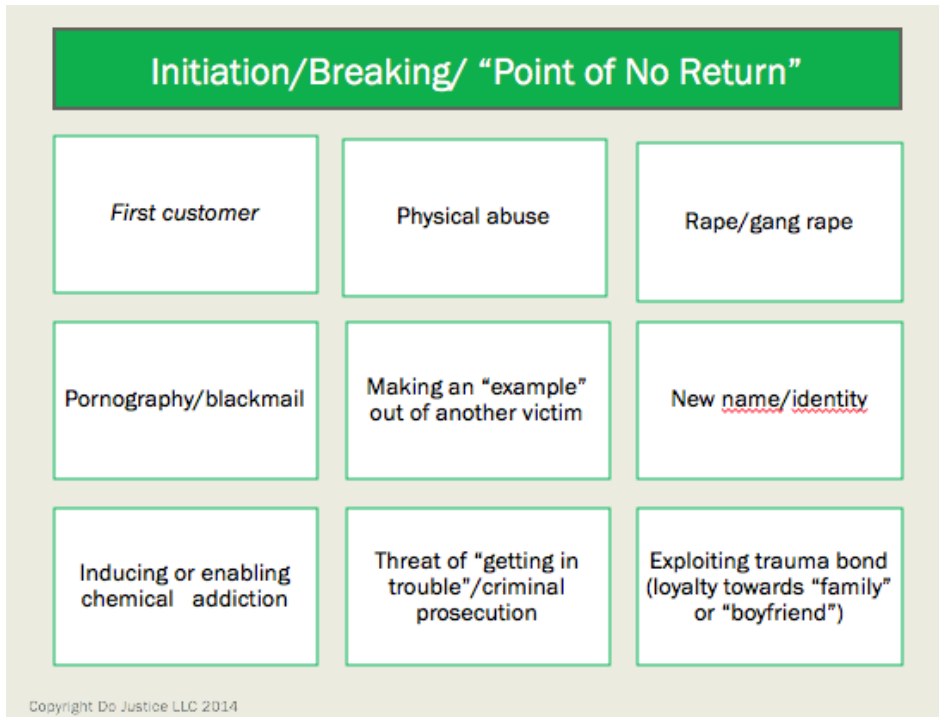 Initiation/Breaking/ “Point of No Return”
First customer
Physical abuse
Rape/gang rape
Pornography/blackmail
Making an “example”
out of another victim
New name/identity
Inducing or enabling
chemical addiction
Threat of “getting in
trouble”/criminal
prosecution
Exploiting trauma bond
(loyalty towards “family”
or “boyfriend”)
Copyright Do Justice LLC 2014